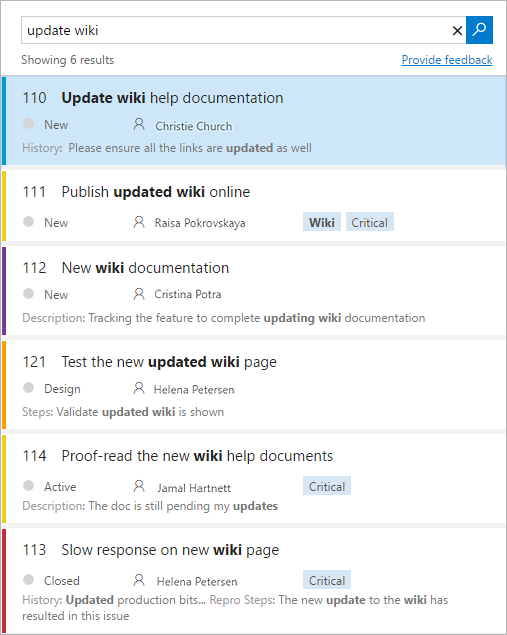 update wiki
Showing 6 results Provide feedback
110 Update wiki help documentation
New Christie Church
History: Please ensure all the links are updated as well
111 Publish updated wiki online
New Raisa Pokrovskaya Wiki Critical
112 New wiki documentation
New Cristina Potra
Description: Tracking the feature to complete updating wiki documentation
121 Test the new updated wiki page
Design Helena Petersen
Steps: Validate updated wiki is shown
114 Proof-read the new wiki help documents
Active Jamal Hartnett Critical
Description: The doc is still pending my updates
113 Slow response on new wiki page
Closed Helena Petersen Critical
History: Updated production bits... Repro Steps: The new update to the wiki has
resulted in this issue